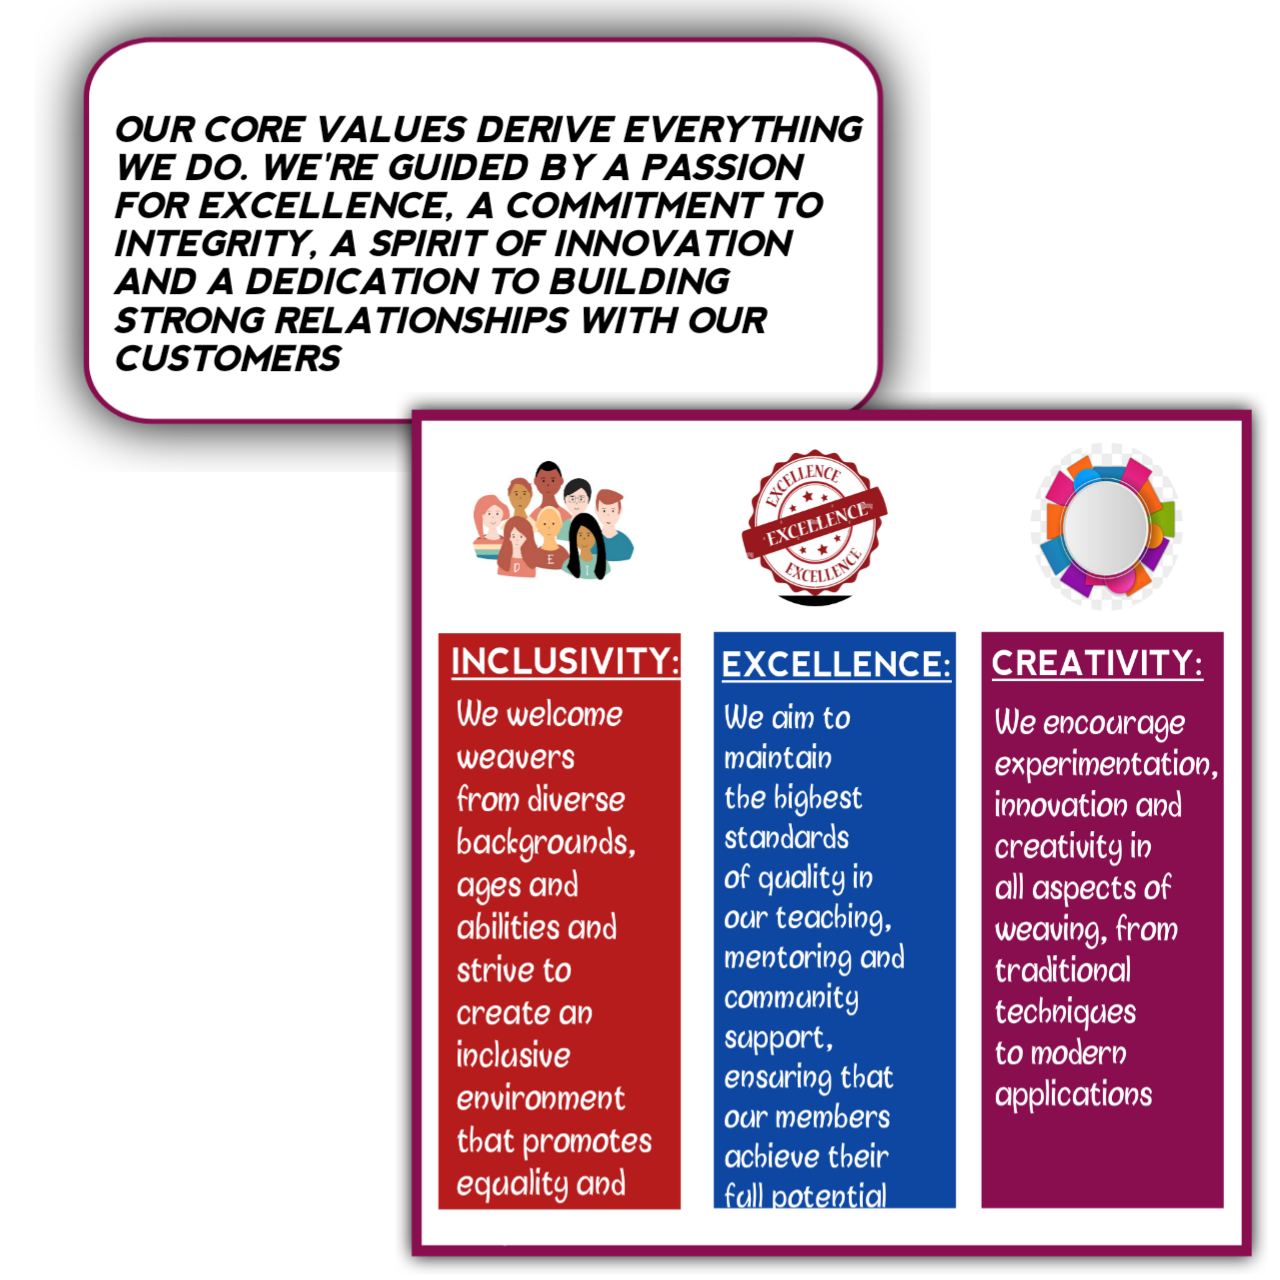 OUR CORE VALUES DERIVE EVERYTHING
WE DO. WE'RE GUIDED BY A PASSION
FOR EXCELLENCE, A COMMITMENT TO
INTEGRITY, A SPIRIT OF INNOVATION
AND A DEDICATION TO BUILDING
STRONG RELATIONSHIPS WITH OUR
CUSTOMERS
D E I
EXCELLENCE
EXCELLENCE
EXCELLENCE
INCLUSIVITY:
We welcome
weavers
from diverse
backgrounds,
ages and
abilities and
strive to
create an
inclusive
environment
that promotes
equality and
EXCELLENCE:
We aim to
maintain
the highest
standards
of quality in
our teaching,
mentoring and
community
support,
ensuring that
our members
achieve their
full potential
CREATIVITY:
We encourage
experimentation,
innovation and
creativity in
all aspects of
weaving, from
traditional
techniques
to modern
applications